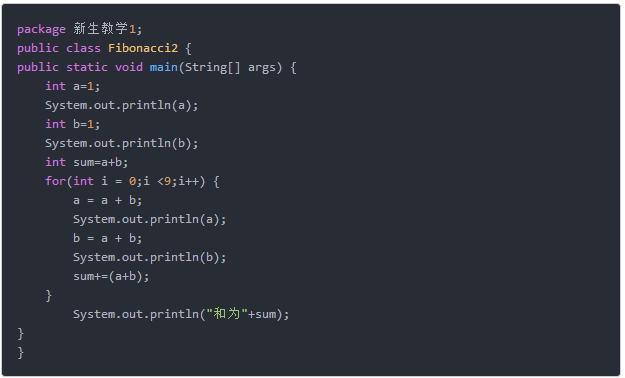 package 新生教学1;
public class Fibonacci2 {
public static void main(String[] args) {
    int a=1;
    System.out.println(a);
    int b=1;
    System.out.println(b);
    int sum=a+b;
    for(int i = 0;i <9;i++) {
        a = a + b;
        System.out.println(a);
        b = a + b;
        System.out.println(b);
        sum+=(a+b);
    }
        System.out.println("和为"+sum);
}
}